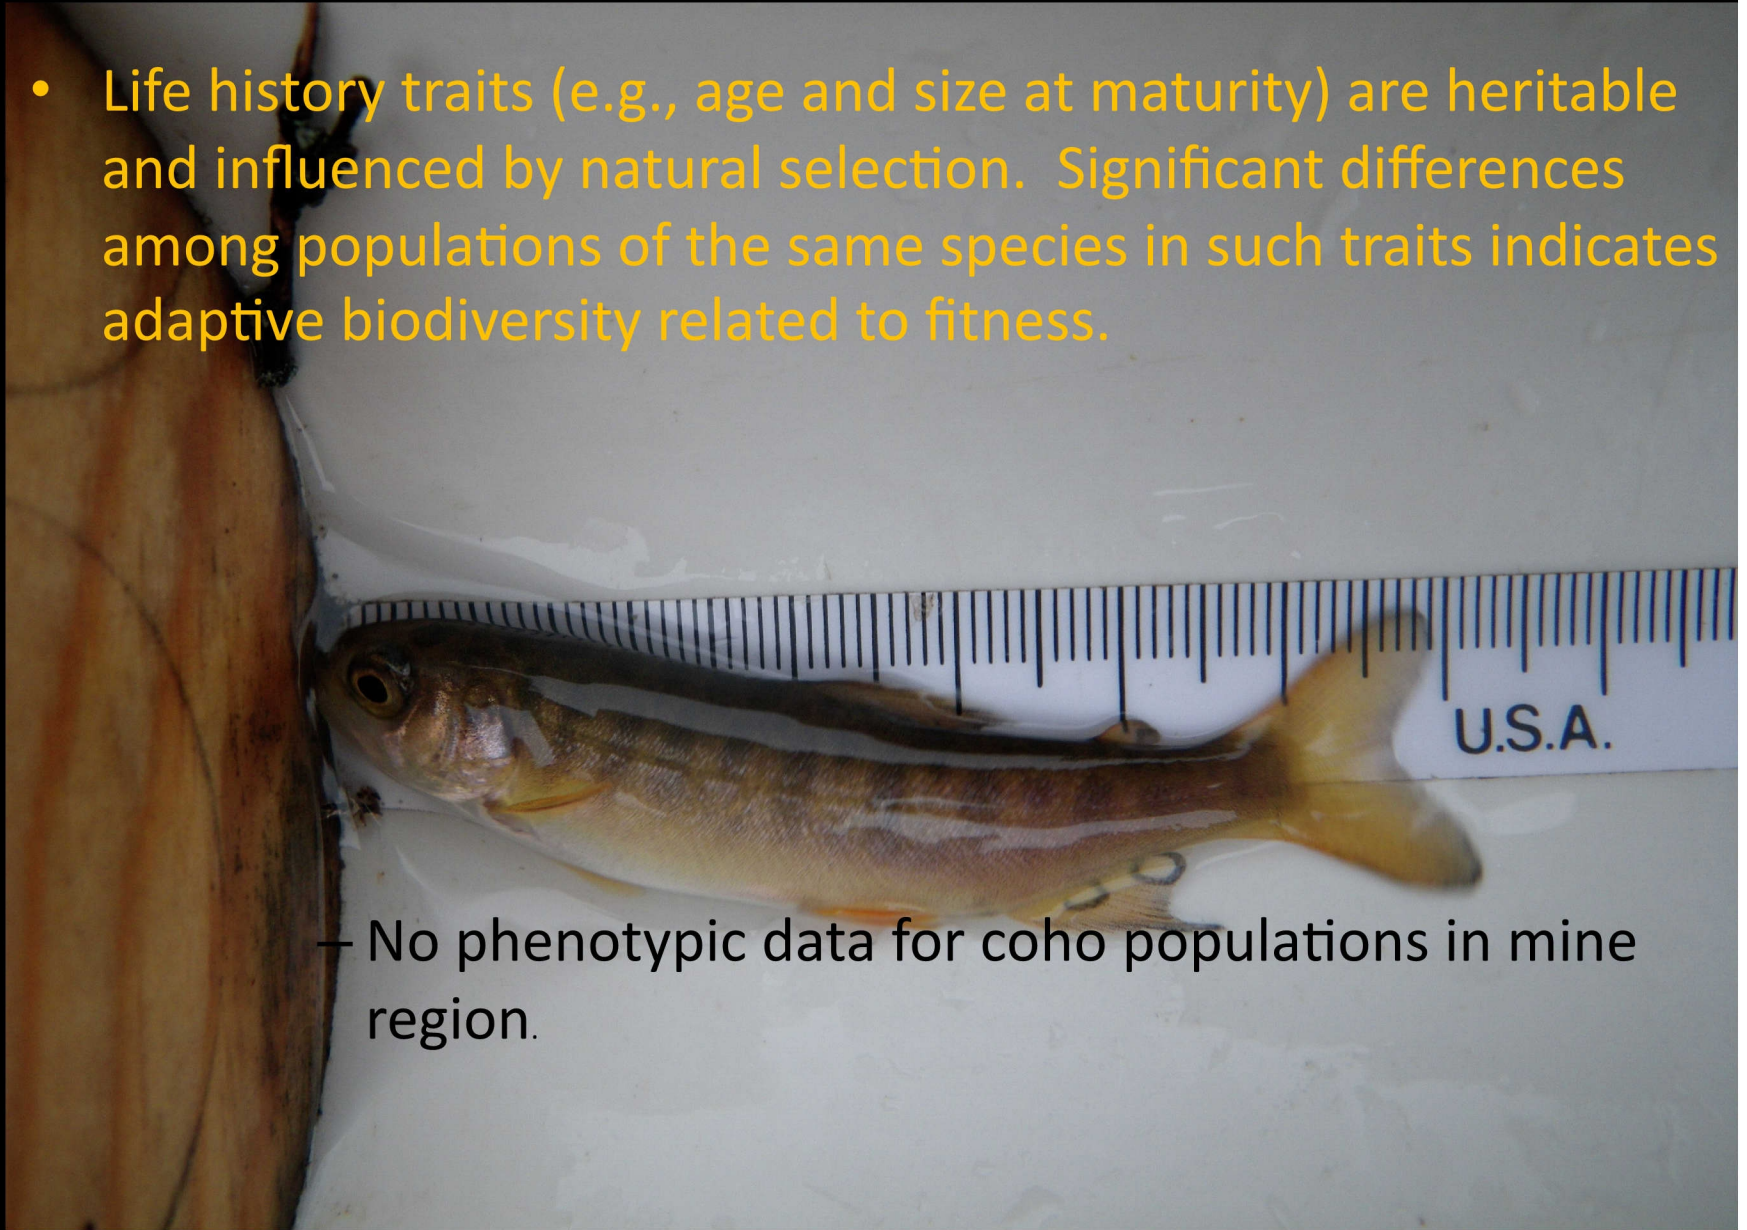 • Life history traits (e.g., age and size at maturity) are heritable
and influenced by natural selection.  Significant differences
among populations of the same species in such traits indicates
adaptive biodiversity related to fitness.
U.S.A.
– No phenotypic data for coho populations in mine
region.